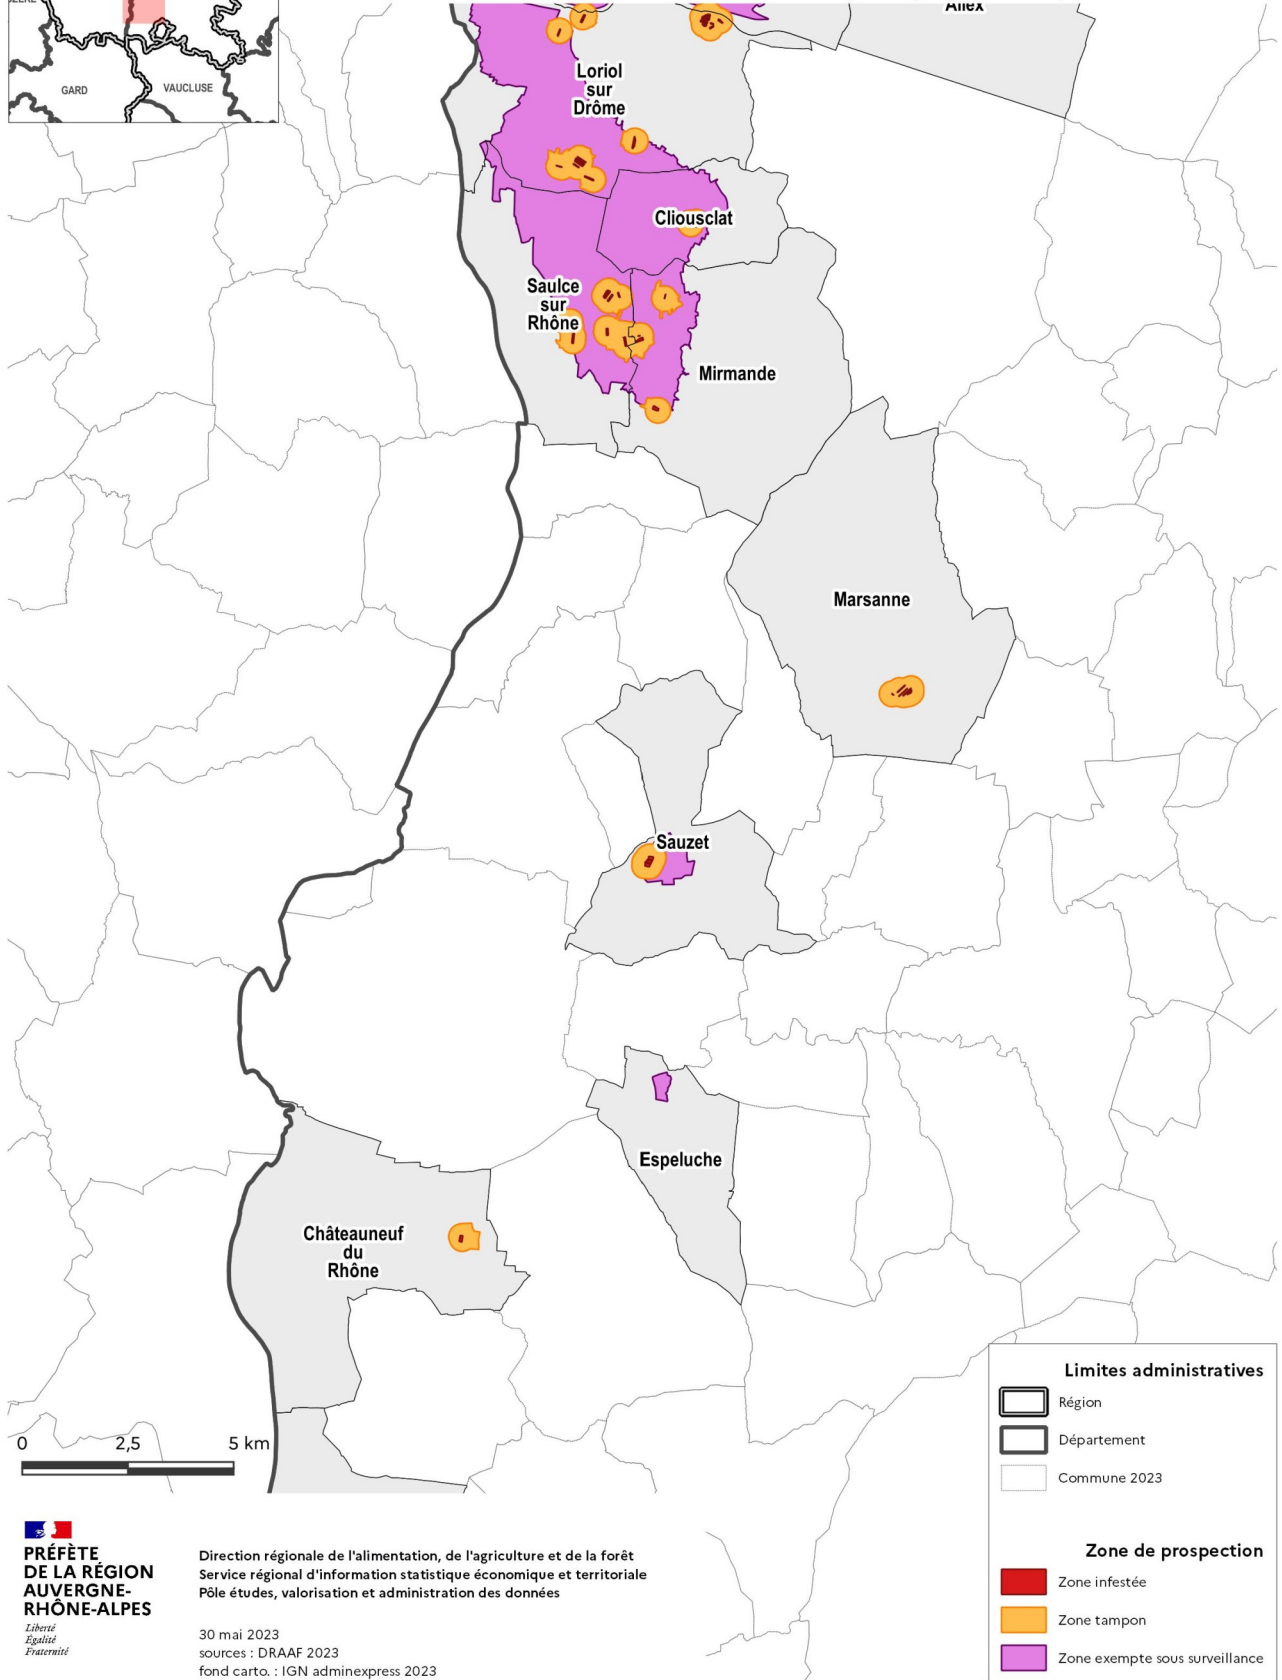 GARD
VAUCLUSE
Allex
Loriol
sur
Drôme
Cliousclat
Saulce
sur
Rhône
Mirmande
Marsanne
Sauzet
Espeluche
Châteauneuf
du
Rhône
0 2,5 5 km
Limites administratives
Région
Département
Commune 2023
Zone de prospection
Zone infestée
Zone tampon
Zone exempte sous surveillance
PRÉFÈTE
DE LA RÉGION
AUVERGNE-
RHÔNE-ALPES
Liberté
Égalité
Fraternité
Direction régionale de l'alimentation, de l'agriculture et de la forêt
Service régional d'information statistique économique et territoriale
Pôle études, valorisation et administration des données
30 mai 2023
sources : DRAAF 2023
fond carto. : IGN adminexpress 2023